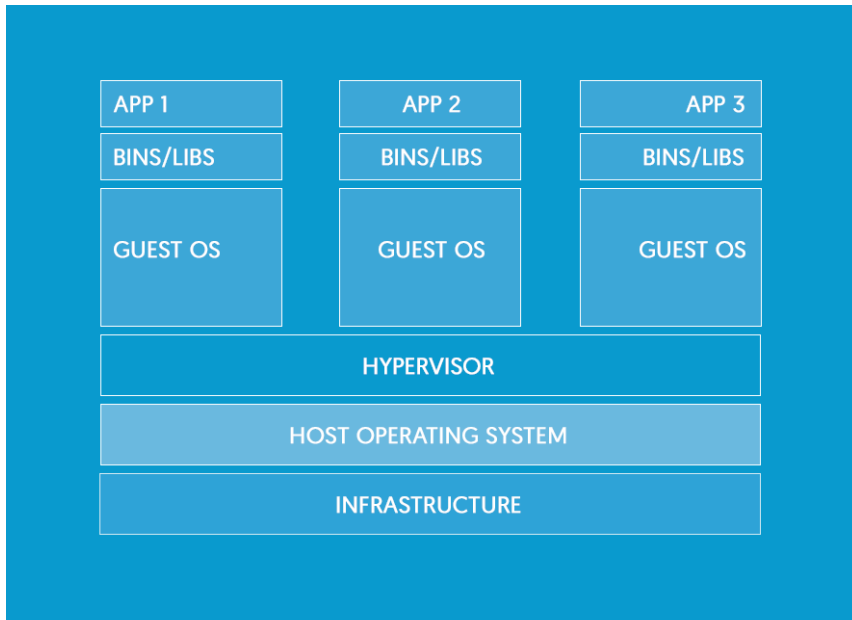 APP 1 APP 2 APP 3
BINS/LIBS BINS/LIBS BINS/LIBS
GUEST OS GUEST OS GUEST OS
HYPERVISOR
HOST OPERATING SYSTEM
INFRASTRUCTURE